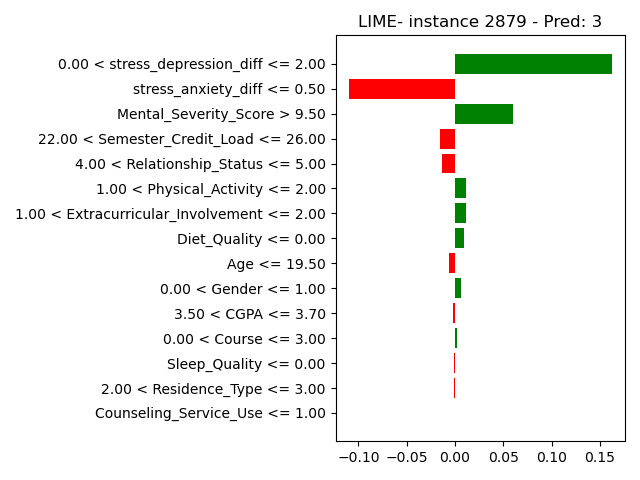 LIME- instance 2879 - Pred: 3
0.00 < stress_depression_diff <= 2.00
stress_anxiety_diff <= 0.50
Mental_Severity_Score > 9.50
22.00 < Semester_Credit_Load <= 26.00
4.00 < Relationship_Status <= 5.00
1.00 < Physical_Activity <= 2.00
1.00 < Extracurricular_Involvement <= 2.00
Diet_Quality <= 0.00
Age <= 19.50
0.00 < Gender <= 1.00
3.50 < CGPA <= 3.70
0.00 < Course <= 3.00
Sleep_Quality <= 0.00
2.00 < Residence_Type <= 3.00
Counseling_Service_Use <= 1.00
−0.10 −0.05 0.00 0.05 0.10 0.15